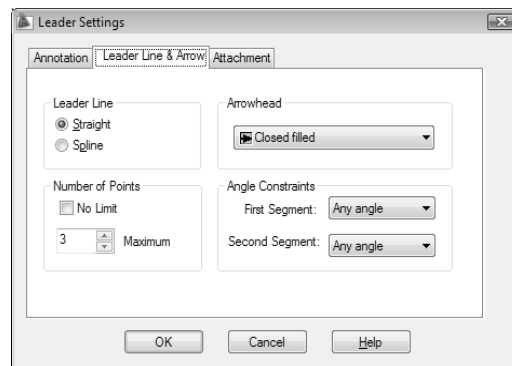 Leader Settings
Annotation Leader Line & Arrow Attachment
Leader Line
Straight
Spline
Arrowhead
Closed filled
Number of Points
No Limit
3 Maximum
Angle Constraints
First Segment: Any angle
Second Segment: Any angle
OK Cancel Help